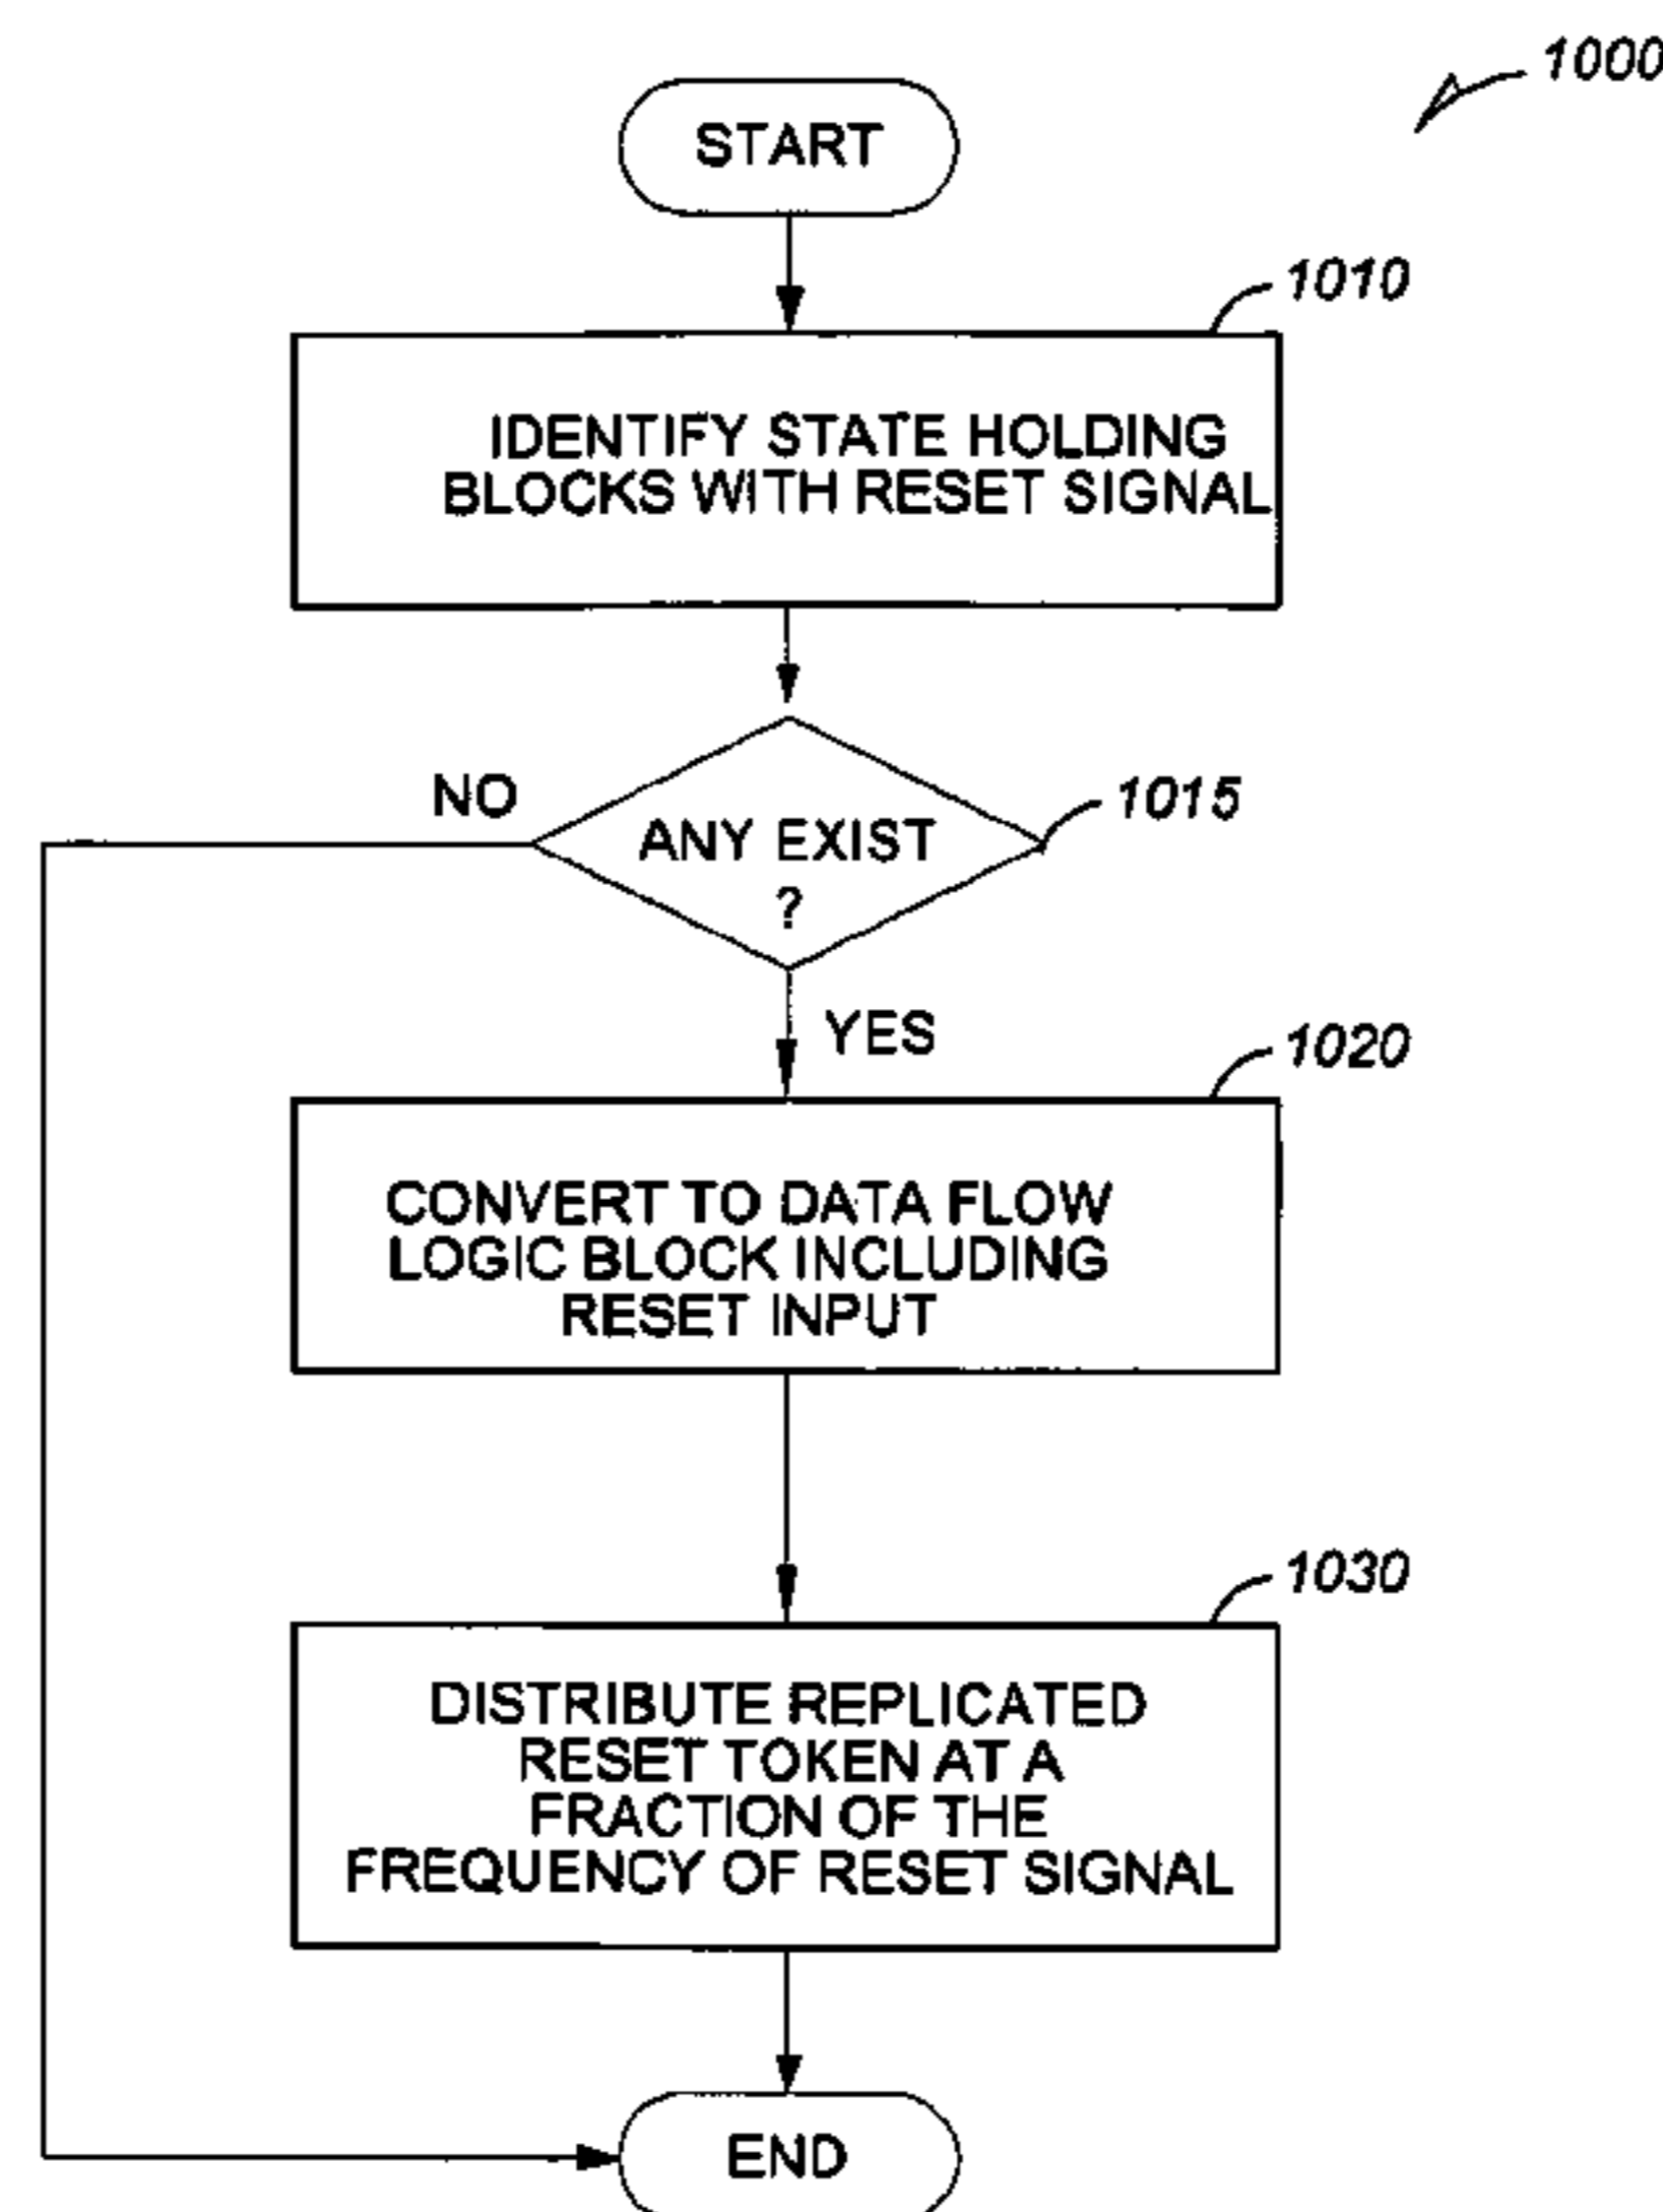 1000
START
1010
IDENTIFY STATE HOLDING
BLOCKS WITH RESET SIGNAL
NO
1015
ANY EXIST
?
YES
1020
CONVERT TO DATA FLOW
LOGIC BLOCK INCLUDING
RESET INPUT
1030
DISTRIBUTE REPLICATED
RESET TOKEN AT A
FRACTION OF THE
FREQUENCY OF RESET SIGNAL
END